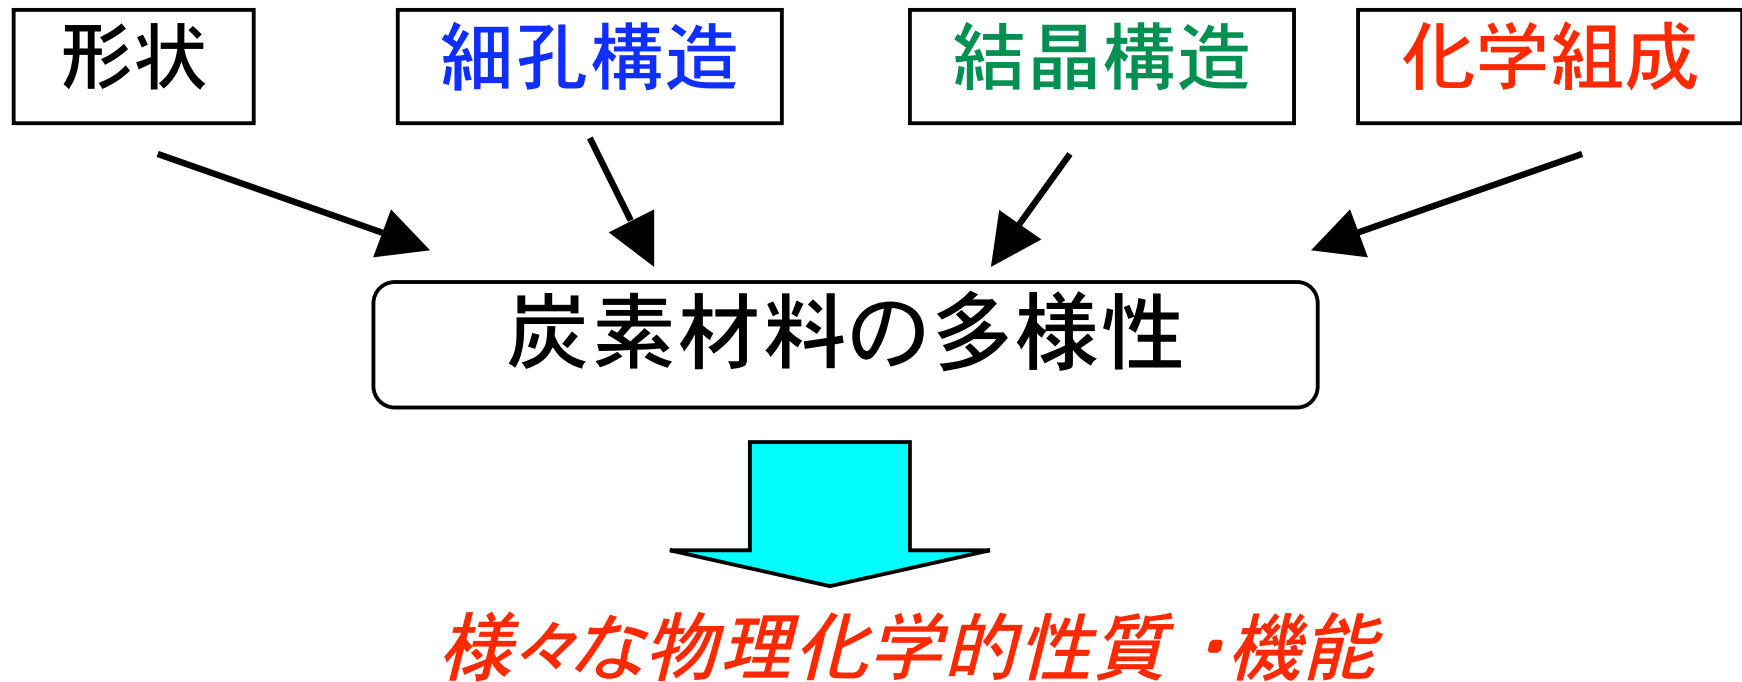 形状
細孔構造
結晶構造
化学組成
炭素材料の多様性
様々な物理化学的性質・機能